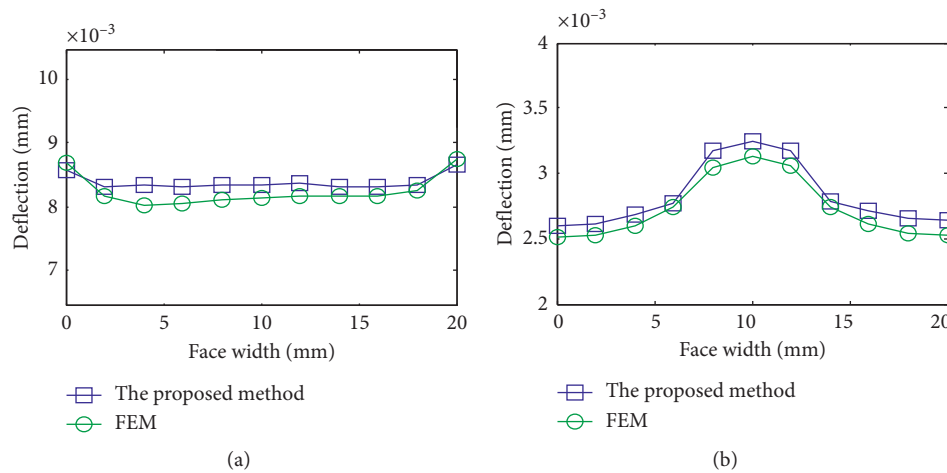 ×10⁻³
10
9
8
7
Deflection (mm)
0 5 10 15 20
Face width (mm)
The proposed method
FEM
(a)
×10⁻³
4
3.5
3
2.5
2
Deflection (mm)
0 5 10 15 20
Face width (mm)
The proposed method
FEM
(b)